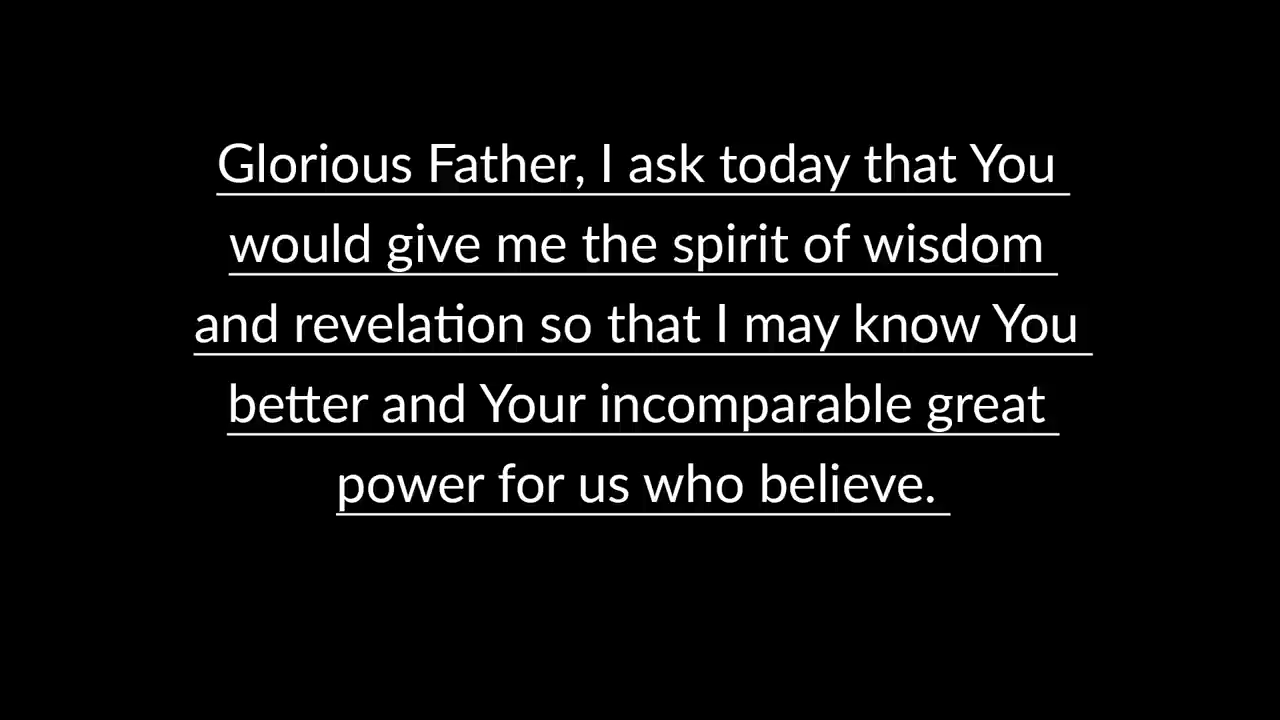 Glorious Father, I ask today that You
would give me the spirit of wisdom
and revelation so that I may know You
better and Your incomparable great
power for us who believe.